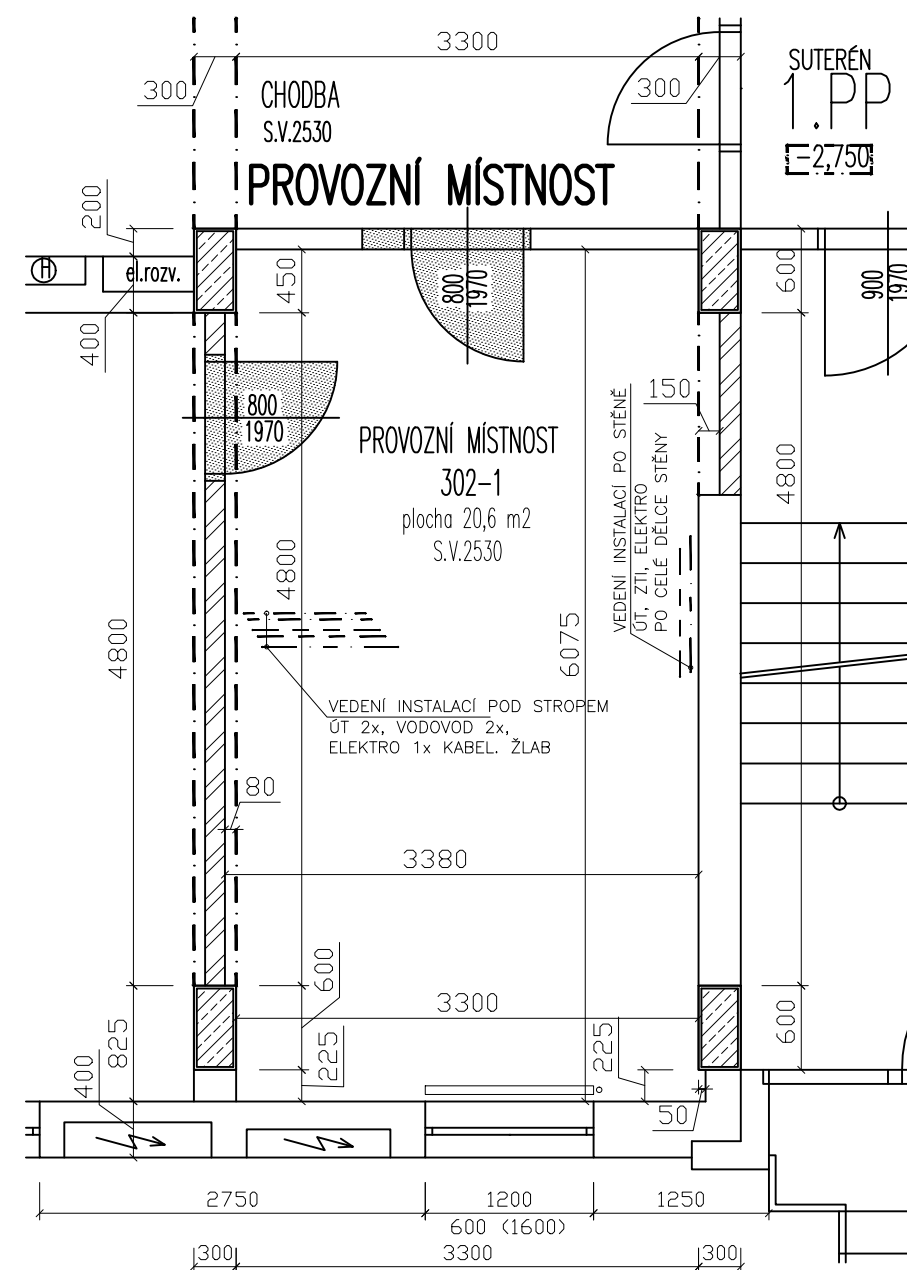 3300
300
CHODBA
S.V.2530
300
SUTERÉN
1.PP
-2,750
PROVOZNÍ MÍSTNOST
200
H
el.rozv.
400
450
800
1970
600
900
1970
800
1970
150
PROVOZNÍ MÍSTNOST
302-1
plocha 20,6 m2
S.V.2530
VEDENÍ INSTALACÍ PO STĚNĚ
ÚT, ZTI, ELEKTRO
PO CELÉ DĚLCE STĚNY
4800
4800
4800
6075
VEDENÍ INSTALACÍ POD STROPEM
ÚT 2x, VODOVOD 2x,
ELEKTRO 1x KABEL. ŽLAB
80
3380
600
3300
600
825
400
225
225
50
2750
1200
1250
600 (1600)
300
3300
300